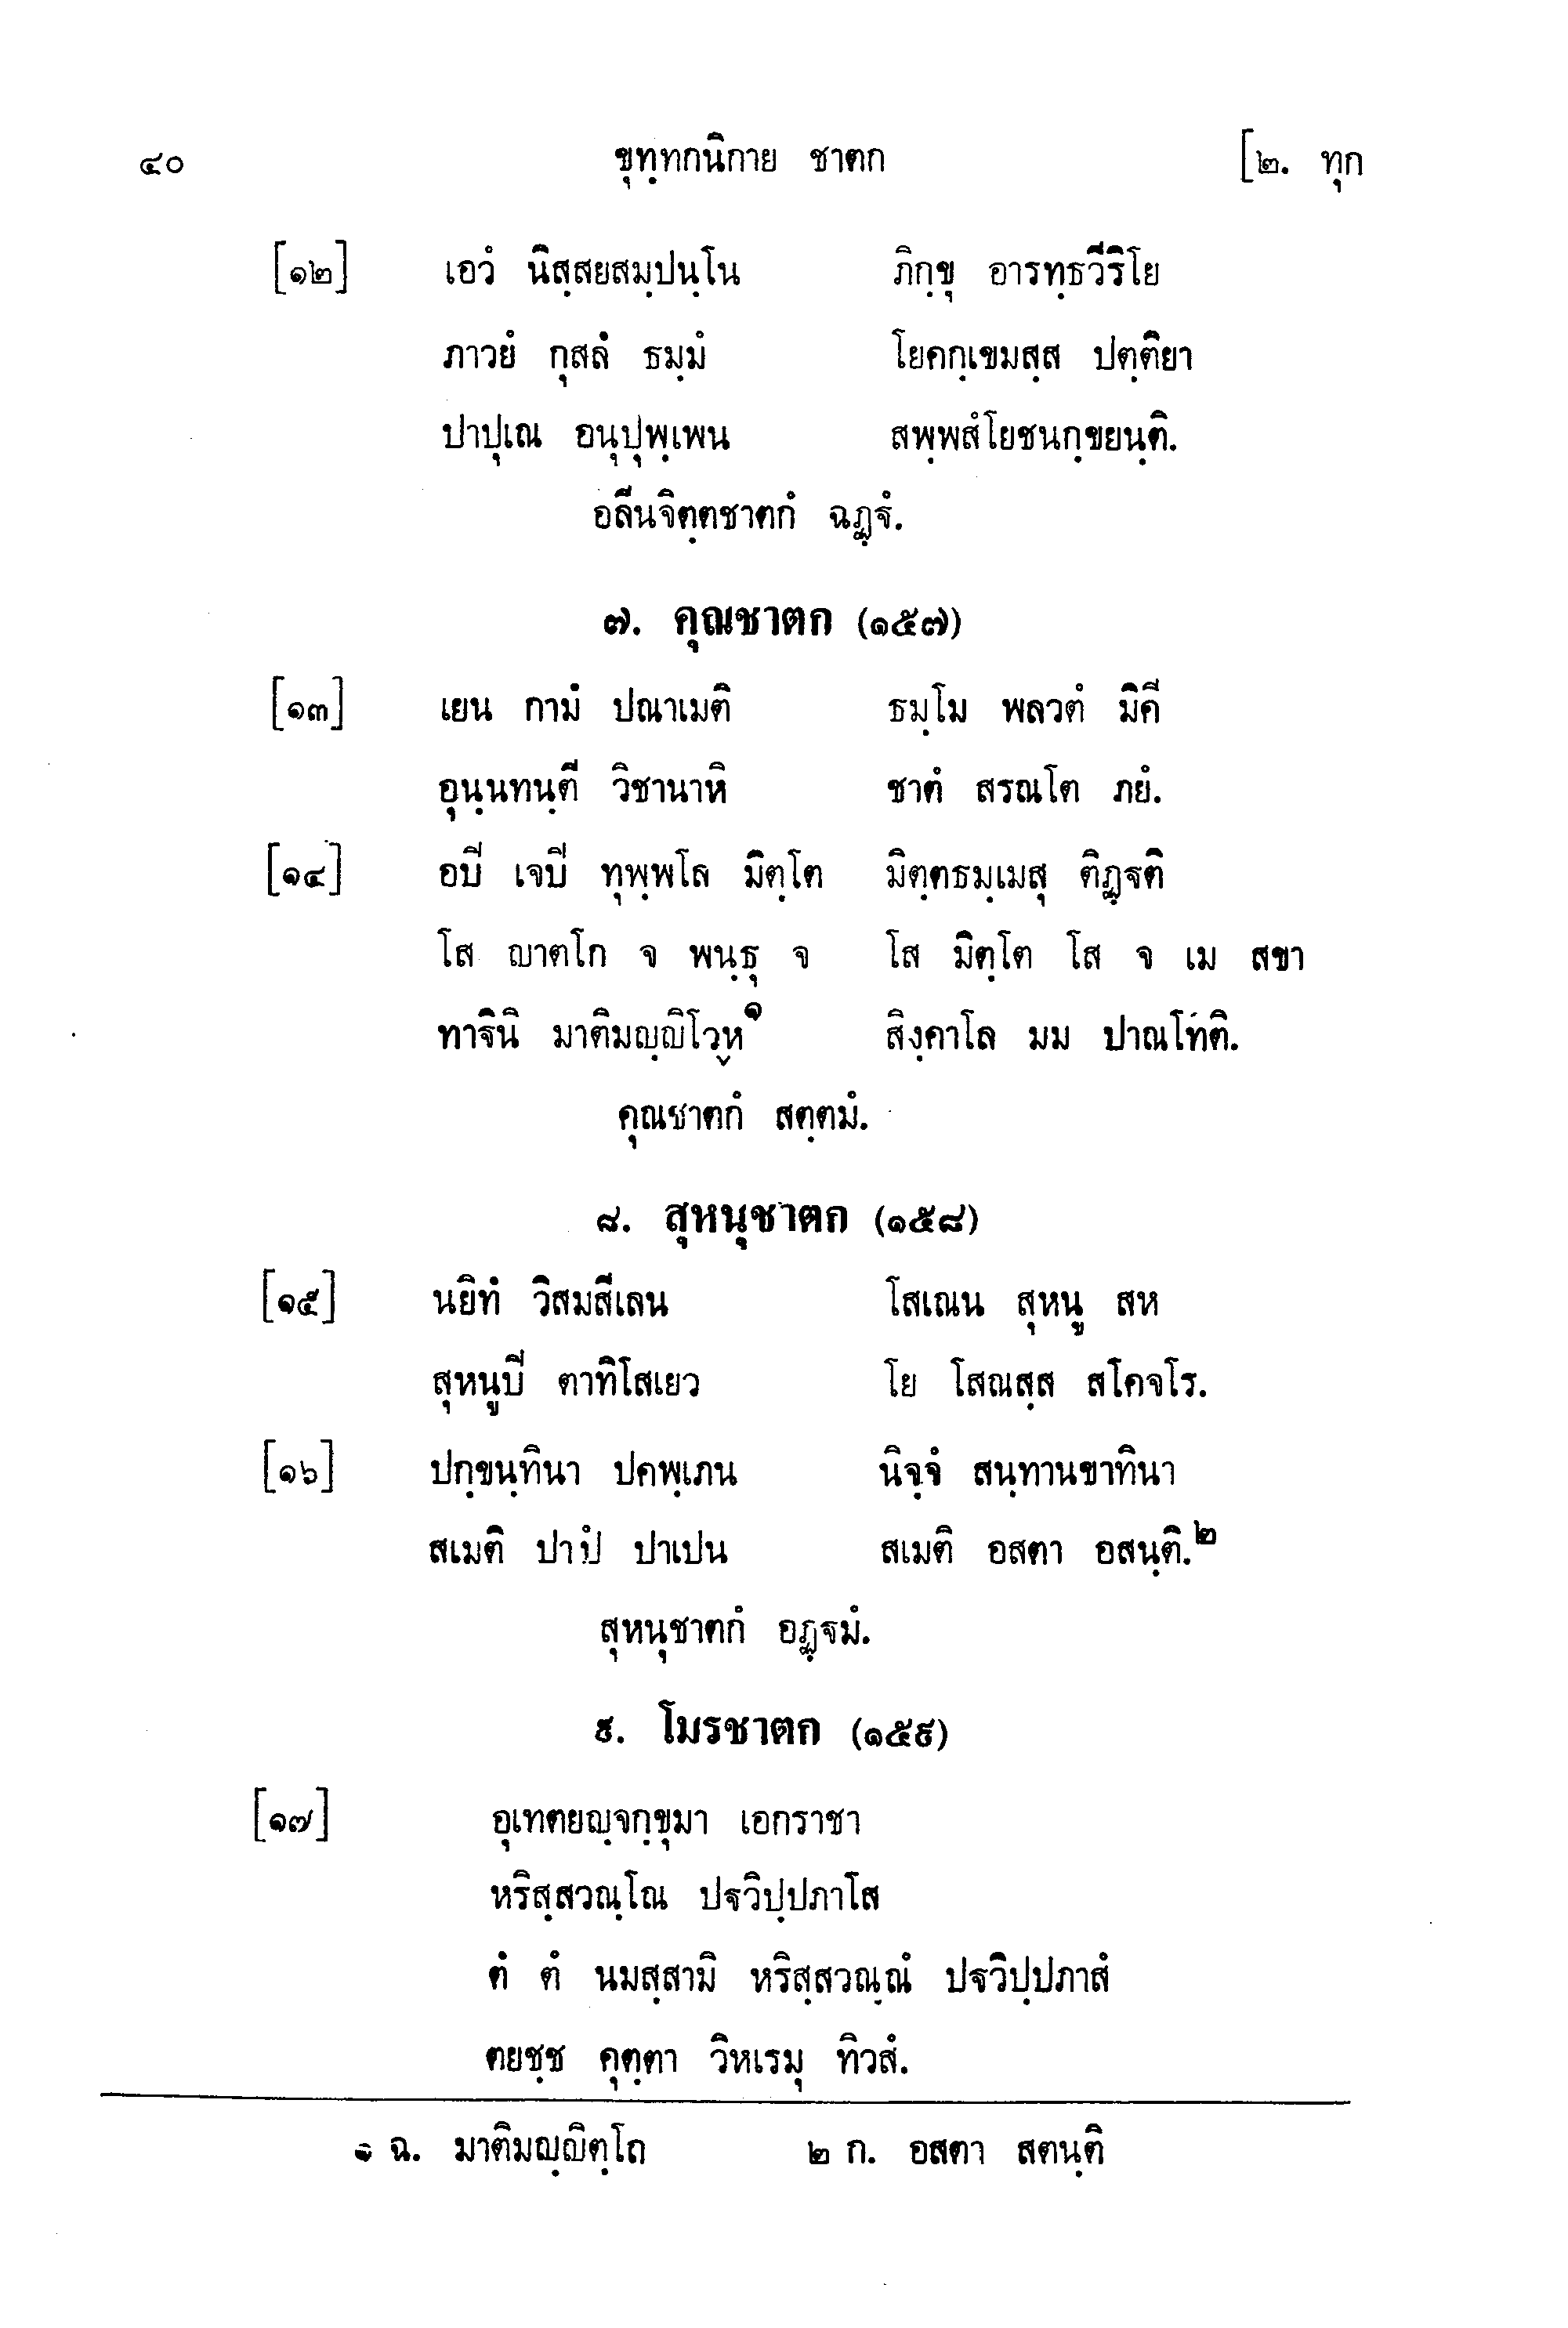 ๔๐ ขุทฺทกนิกาย ชาตก [๒. ทุก
[๑๒] เอวํ นิสฺสยสมฺปนฺโน ภิกฺขุ อารทฺธวีริโย
ภาวยํ กุสลํ ธมฺมํ โยคกฺเขมสฺส ปตฺติยา
ปาปุเณ อนุปุพฺเพน สพฺพสํโยชนกฺขยนฺติ.
อลีนจิตฺตชาตกํ ฉฏฺฐํ.
๗. คุณชาตก (๑๕๗)
[๑๓] เยน กามํ ปณาเมติ ธมฺโม พลวตํ มิคี
อุนฺนทนฺตี วิชานาหิ ชาตํ สรณโต ภยํ.
[๑๔] อปิ เจปิ ทุพฺพโล มิตฺโต มิตฺตธมฺเมสุ ติฏฺฐติ
โส ญาตโก จ พนฺธุ จ โส มิตฺโต โส จ เม สขา
ทาฐินิ มาติมญฺญิโวฺห๑ สิงฺคาโล มม ปาณโทติ.
คุณชาตกํ สตฺตมํ.
๘. สุหนุชาตก (๑๕๘)
[๑๕] นยิทํ วิสมสีเลน โสเณน สุหนู สห
สุหนูปิ ตาทิโสเยว โย โสณสฺส สโคจโร.
[๑๖] ปกฺขนฺทินา ปคพฺเภน นิจฺจํ สนฺทานขาทินา
สเมติ ปาปํ ปาเปน สเมติ อสตา อสนฺติ.๒
สุหนุชาตกํ อฏฺฐมํ.
๙. โมรชาตก (๑๕๙)
[๑๗] อุเทตยญฺจกฺขุมา เอกราชา
หริสฺสวณฺโณ ปฐวิปฺปภาโส
ตํ ตํ นมสฺสามิ หริสฺสวณฺณํ ปฐวิปฺปภาสํ
ตยชฺช คุตฺตา วิหเรมุ ทิวสํ.
๑ ฉ. มาติมญฺญิตฺโถ ๒ ก. อสตา สตนฺติ